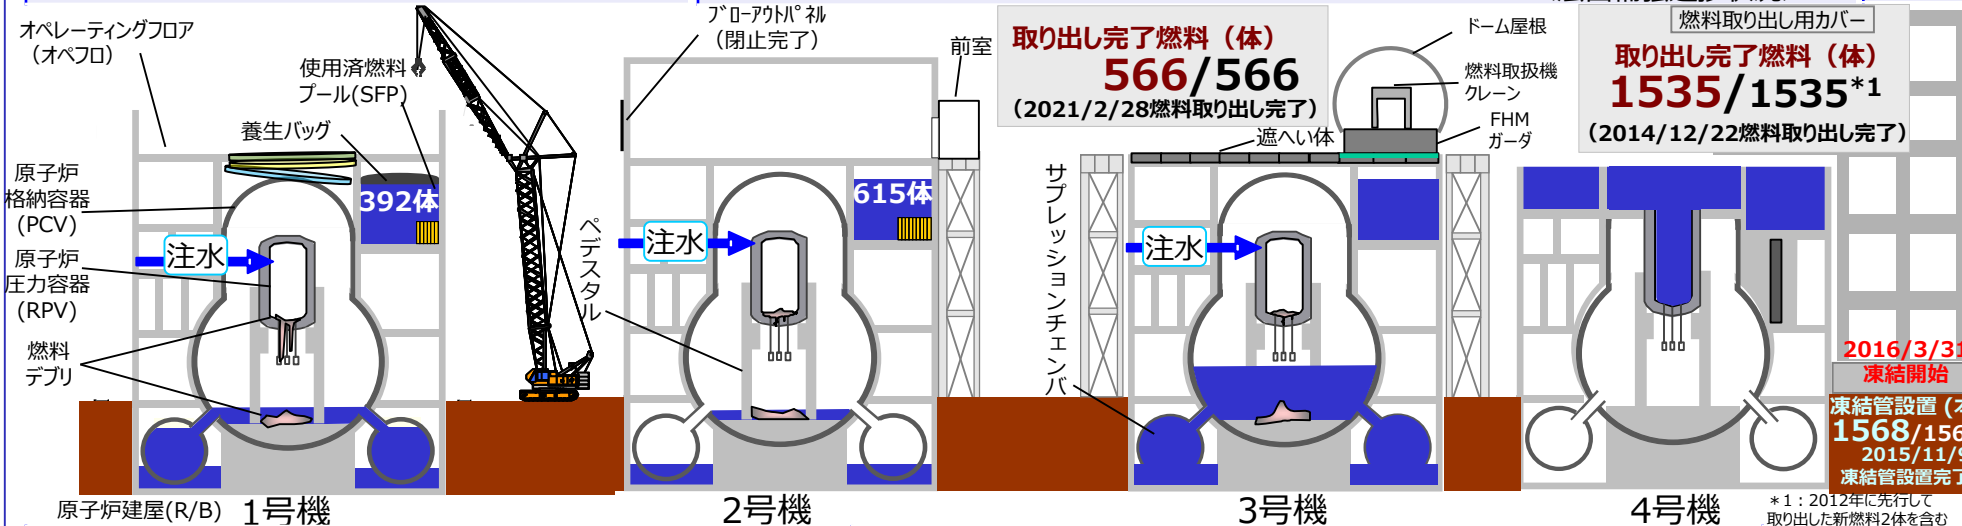 オペレーティングフロア
(オペフロ)
使用済燃料
プール(SFP)
養生バッグ
原子炉
格納容器
(PCV)
原子炉
圧力容器
(RPV)
燃料
デブリ
注水
392体
原子炉建屋(R/B)
1号機
ブローアウトパネル
(閉止完了)
前室
615体
注水
ペデスタル
2号機
取り出し完了燃料(体)
566/566
(2021/2/28燃料取り出し完了)
ドーム屋根
燃料取扱機
クレーン
FHM
ガーダ
遮へい体
サプレッションチェンバ
注水
3号機
燃料取り出し用カバー
取り出し完了燃料(体)
1535/1535*1
(2014/12/22燃料取り出し完了)
2016/3/31
凍結開始
凍結管設置(本
1568/156
2015/11/9
凍結管設置完了
4号機
*1:2012年に先行して
取り出した新燃料2体を含む